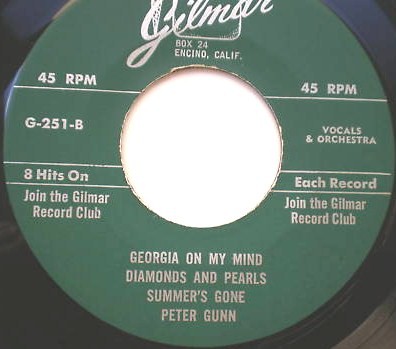 Gilmar
BOX 24
ENCINO, CALIF.
45 RPM
45 RPM
G-251-B
VOCALS
& ORCHESTRA
8 Hits On
Each Record
Join the Gilmar
Record Club
Join the Gilmar
Record Club
GEORGIA ON MY MIND
DIAMONDS AND PEARLS
SUMMER'S GONE
PETER GUNN